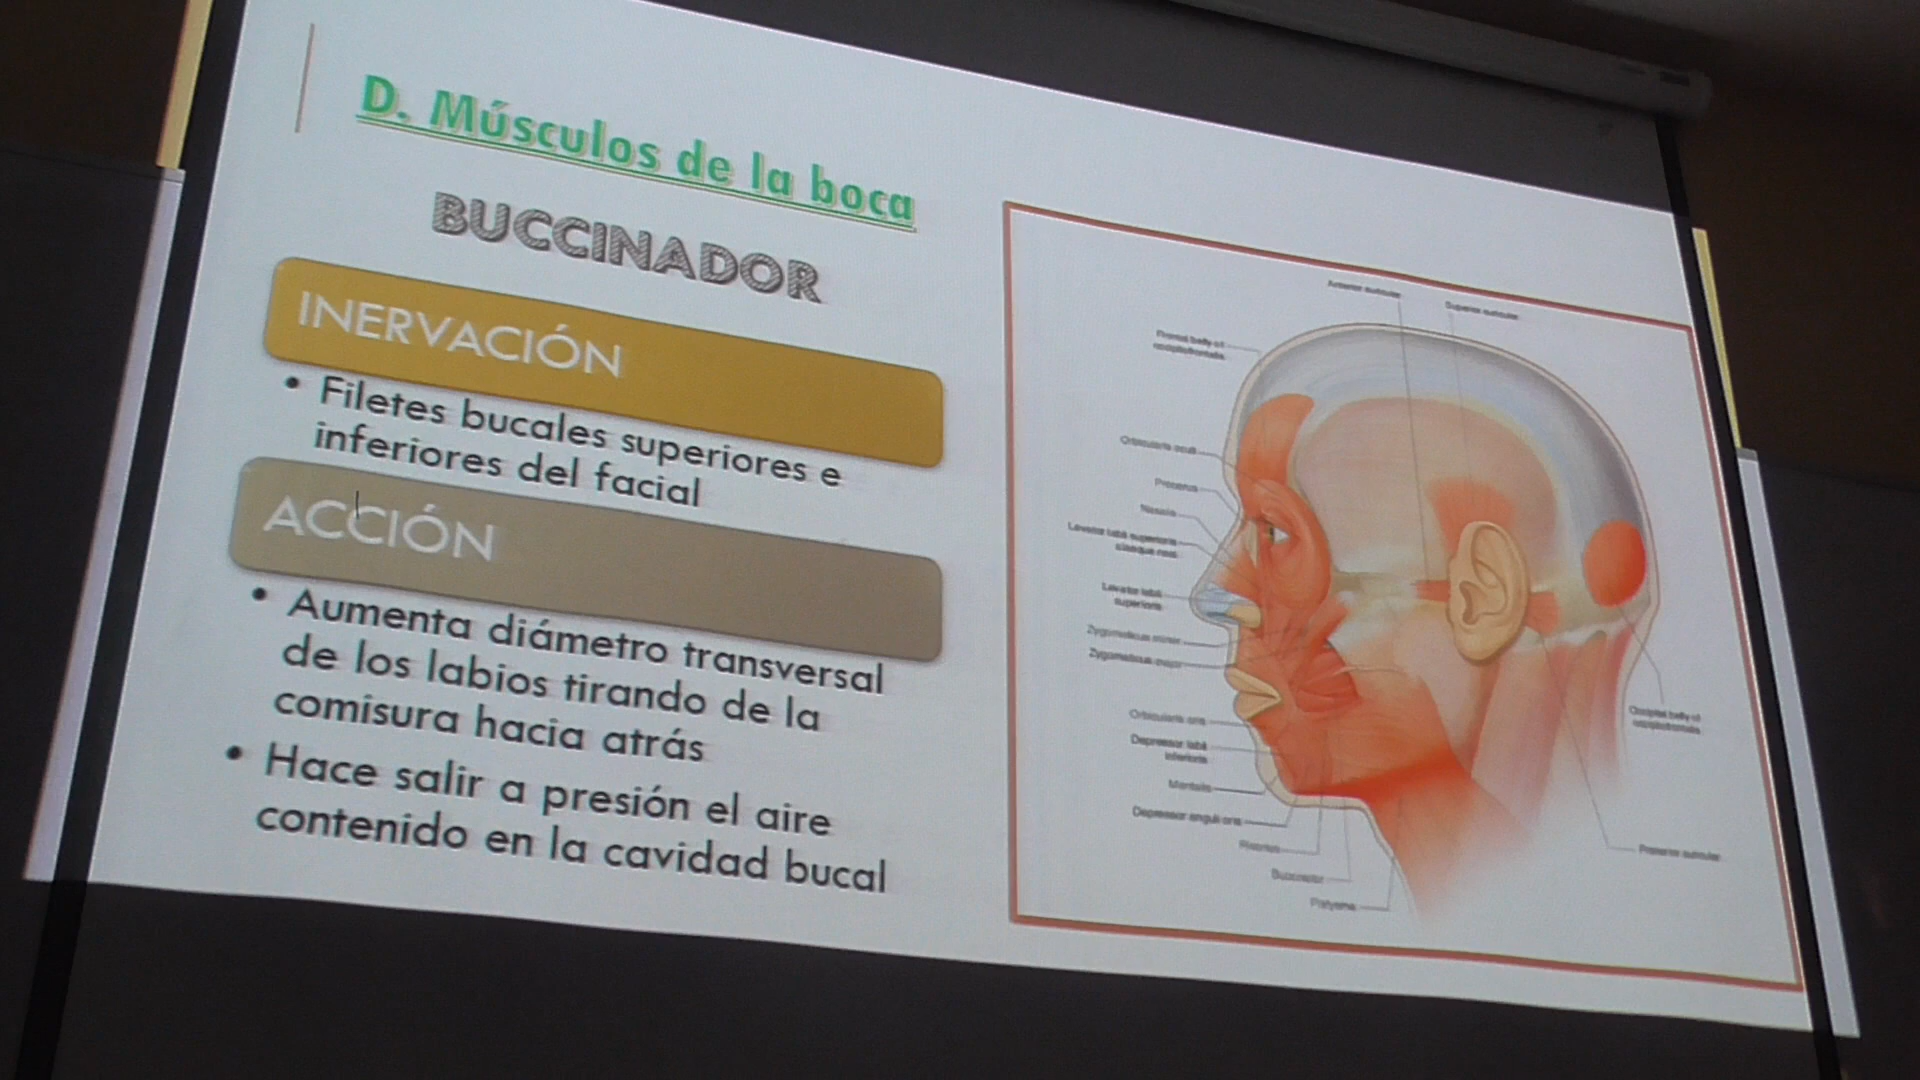 D. Músculos de la boca
BUCCINADOR
INERVACIÓN
• Filetes bucales superiores e
inferiores del facial
ACCIÓN
• Aumenta diámetro transversal
de los labios tirando de la
comisura hacia atrás
• Hace salir a presión el aire
contenido en la cavidad bucal
Anterior auricular
Superior auricular
Frontal belly of
occipitofrontalis
Orbicularis oculi
Procerus
Nasalis
Levator labii superioris
alaeque nasi
Levator labii
superioris
Zygomaticus minor
Zygomaticus major
Orbicularis oris
Depressor labii
inferioris
Mentalis
Depressor anguli oris
Risorius
Buccinator
Platysma
Occipital belly of
occipitofrontalis
Posterior auricular